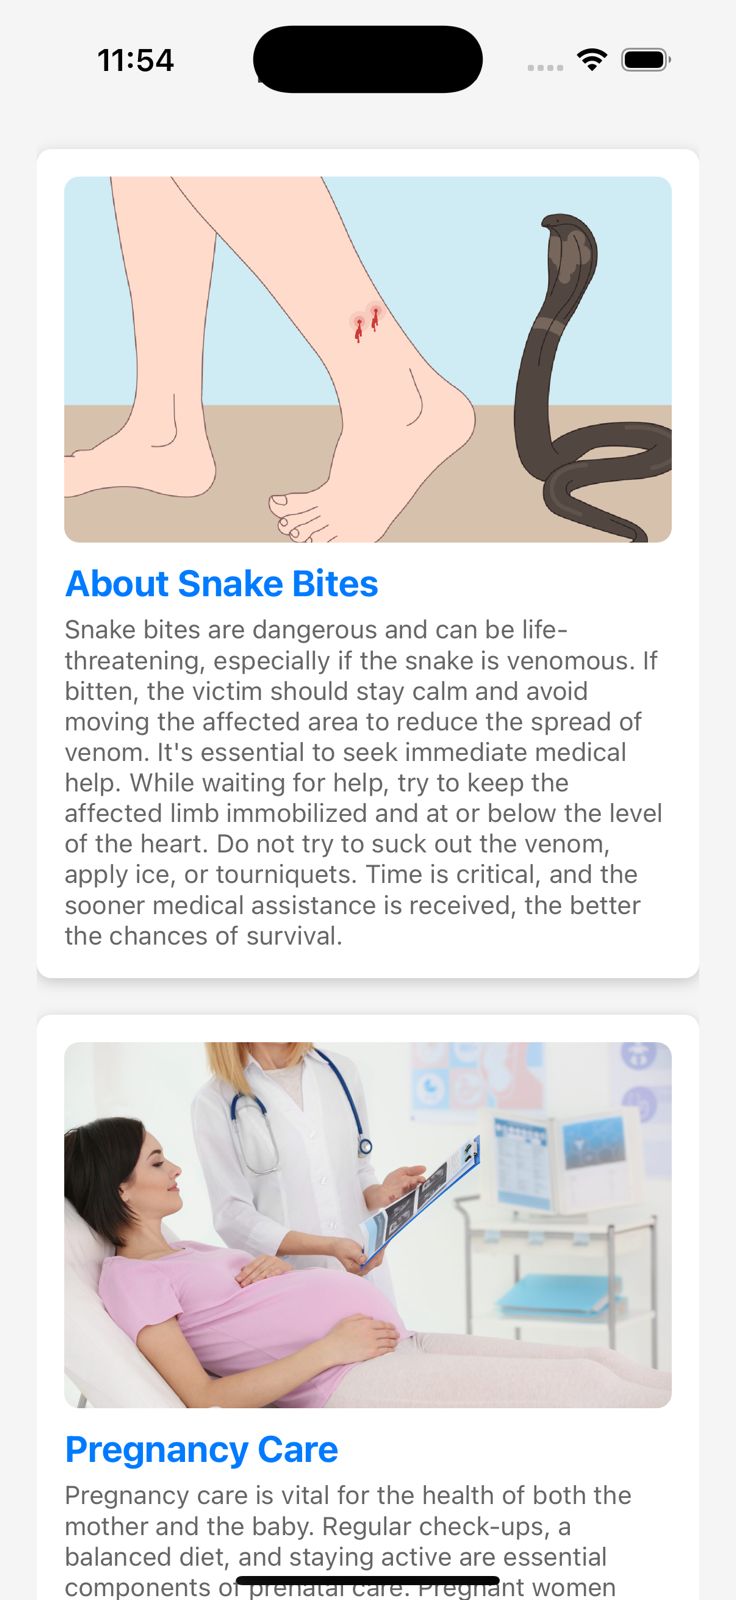 11:54
About Snake Bites
Snake bites are dangerous and can be life-
threatening, especially if the snake is venomous. If
bitten, the victim should stay calm and avoid
moving the affected area to reduce the spread of
venom. It's essential to seek immediate medical
help. While waiting for help, try to keep the
affected limb immobilized and at or below the level
of the heart. Do not try to suck out the venom,
apply ice, or tourniquets. Time is critical, and the
sooner medical assistance is received, the better
the chances of survival.
Pregnancy Care
Pregnancy care is vital for the health of both the
mother and the baby. Regular check-ups, a
balanced diet, and staying active are essential
components of prenatal care. Pregnant women